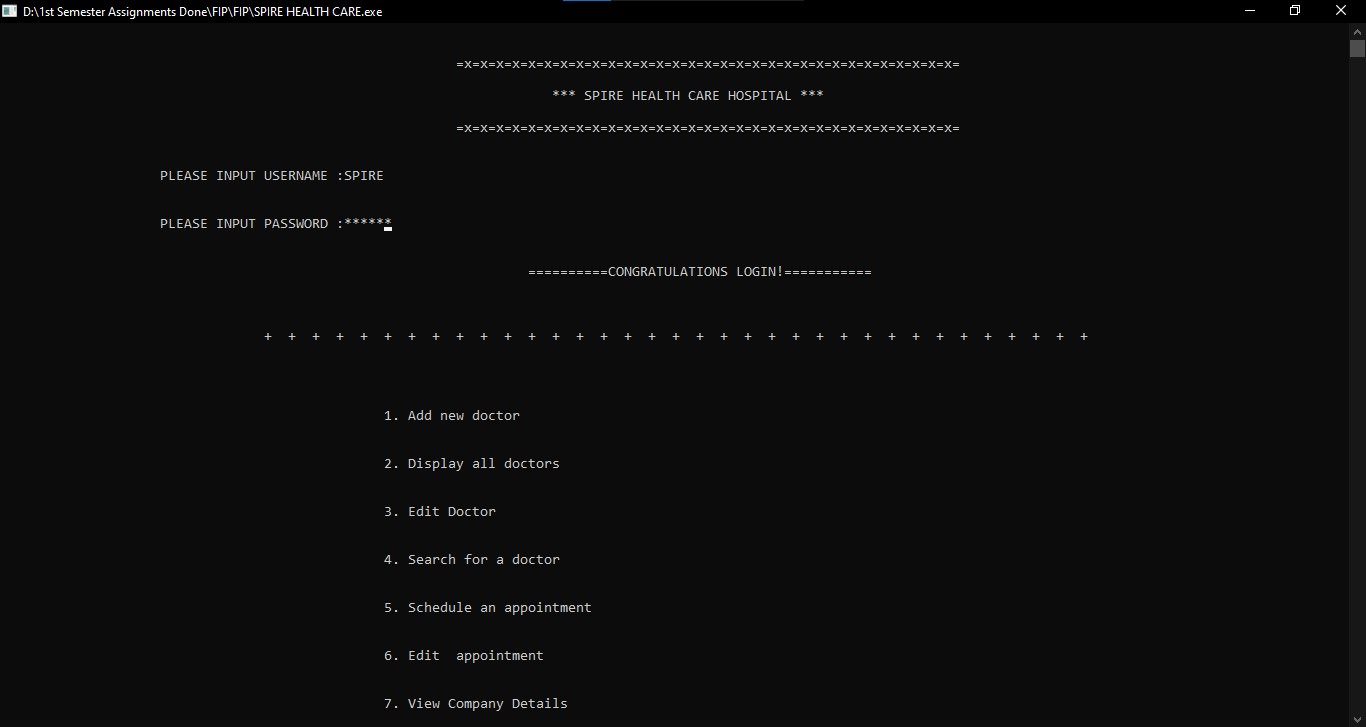 D:\1st Semester Assignments Done\FIP\FIP\SPIRE HEALTH CARE.exe
=x=x=x=x=x=x=x=x=x=x=x=x=x=x=x=x=x=x=x=x=x=x=x=x=x=x=x=x=x=x=x=
*** SPIRE HEALTH CARE HOSPITAL ***
=x=x=x=x=x=x=x=x=x=x=x=x=x=x=x=x=x=x=x=x=x=x=x=x=x=x=x=x=x=x=x=
PLEASE INPUT USERNAME :SPIRE
PLEASE INPUT PASSWORD :******
==========CONGRATULATIONS LOGIN!===========
+ + + + + + + + + + + + + + + + + + + + + + + + + + + + + + + + + + +
1. Add new doctor
2. Display all doctors
3. Edit Doctor
4. Search for a doctor
5. Schedule an appointment
6. Edit  appointment
7. View Company Details